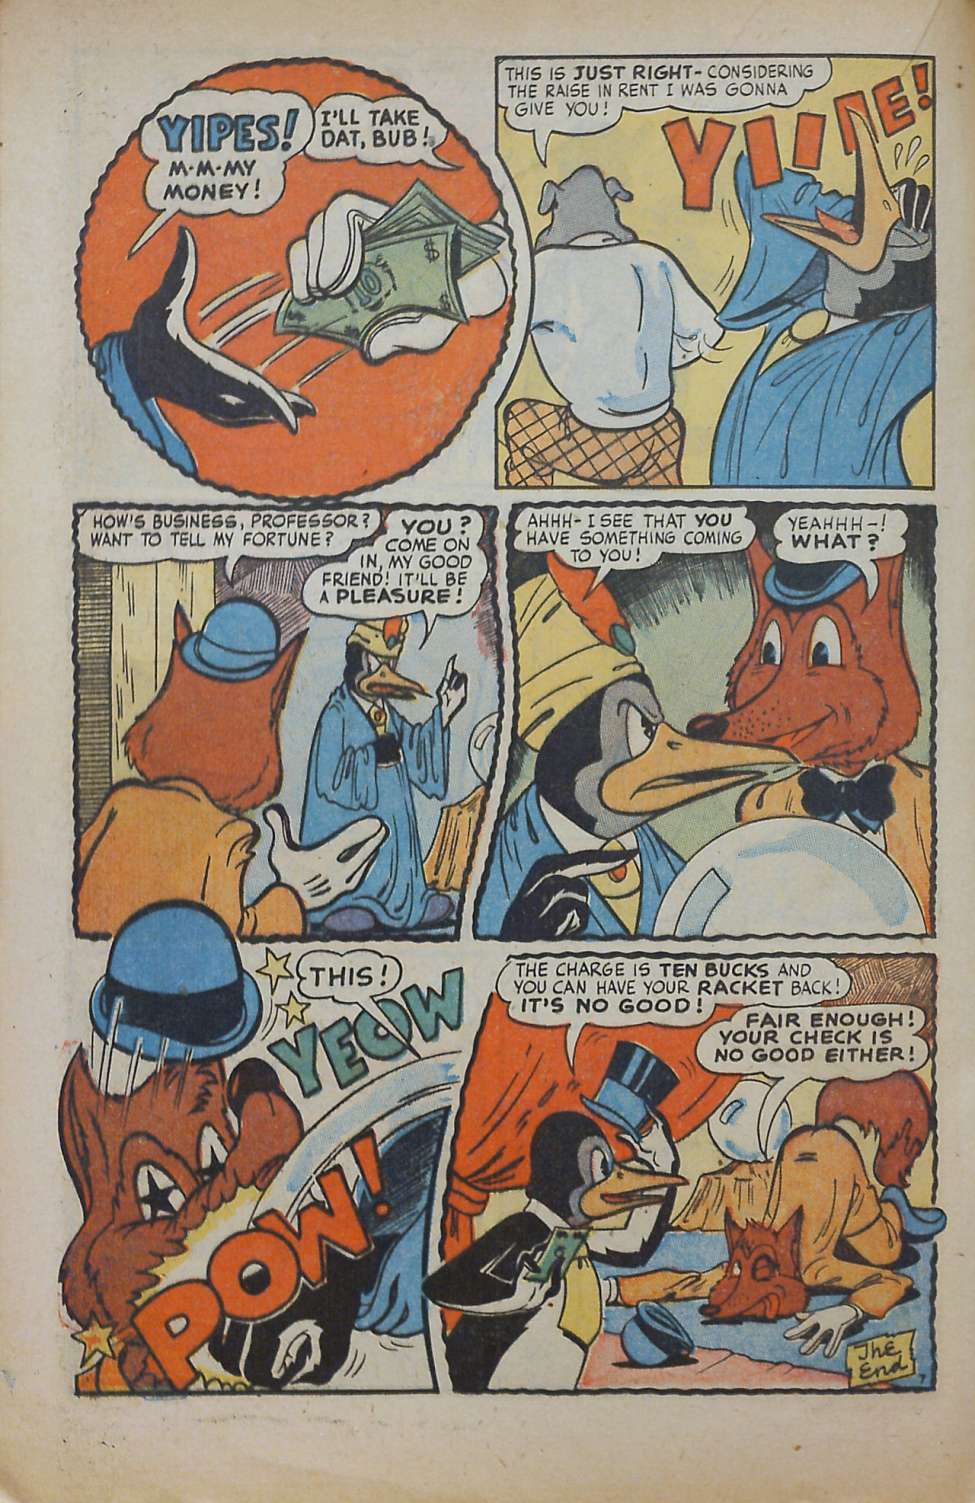 YIPES!
M-M-MY
MONEY!
I'LL TAKE
DAT, BUB!
10
$
THIS IS JUST RIGHT- CONSIDERING
THE RAISE IN RENT I WAS GONNA
GIVE YOU!
YIIIE!
HOW'S BUSINESS, PROFESSOR?
WANT TO TELL MY FORTUNE?
YOU?
COME ON
IN, MY GOOD
FRIEND! IT'LL BE
A PLEASURE!
AHHH- I SEE THAT YOU
HAVE SOMETHING COMING
TO YOU!
YEAHHH-!
WHAT?
THIS!
YEOW
POW!
THE CHARGE IS TEN BUCKS AND
YOU CAN HAVE YOUR RACKET BACK!
IT'S NO GOOD!
FAIR ENOUGH!
YOUR CHECK IS
NO GOOD EITHER!
The
End
7